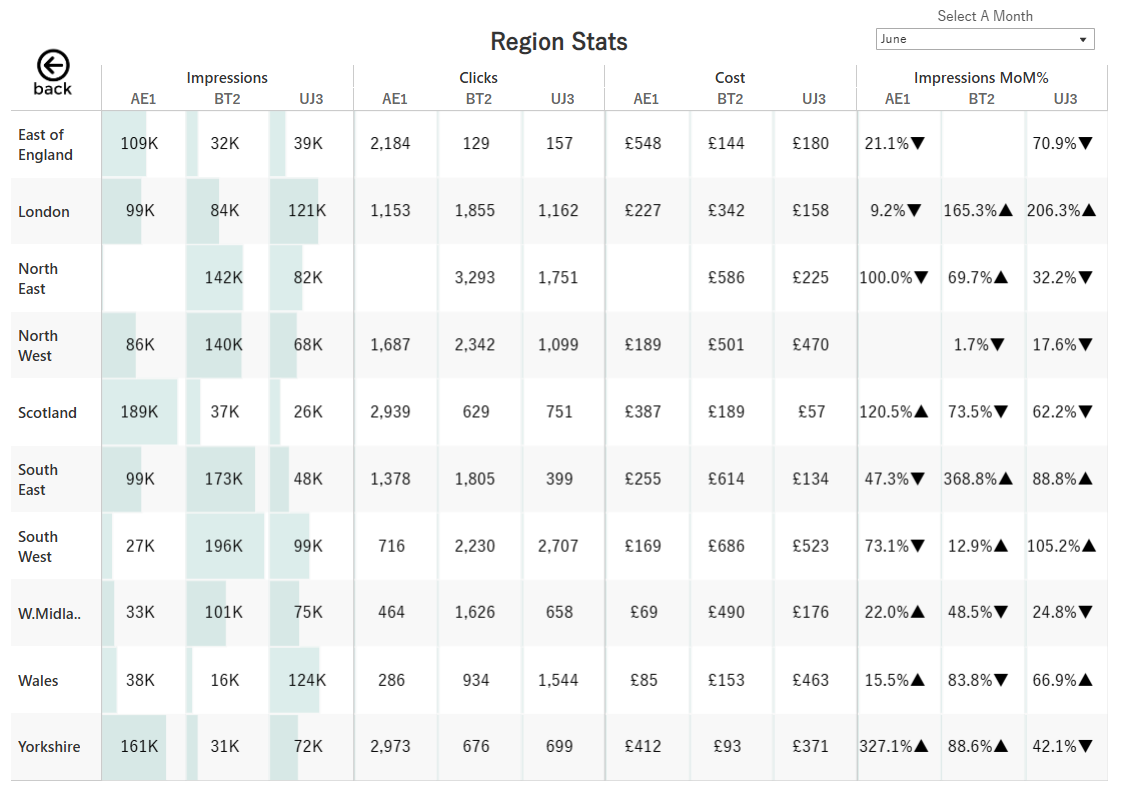 Select A Month
Region Stats
June
back
Impressions Clicks Cost Impressions MoM%
AE1 BT2 UJ3 AE1 BT2 UJ3 AE1 BT2 UJ3 AE1 BT2 UJ3
East of
England
109K 32K 39K 2,184 129 157 £548 £144 £180 21.1%▼ 70.9%▼
London 99K 84K 121K 1,153 1,855 1,162 £227 £342 £158 9.2%▼ 165.3%▲ 206.3%▲
North
East
142K 82K 3,293 1,751 £586 £225 100.0%▼ 69.7%▲ 32.2%▼
North
West
86K 140K 68K 1,687 2,342 1,099 £189 £501 £470 1.7%▼ 17.6%▼
Scotland 189K 37K 26K 2,939 629 751 £387 £189 £57 120.5%▲ 73.5%▼ 62.2%▼
South
East
99K 173K 48K 1,378 1,805 399 £255 £614 £134 47.3%▼ 368.8%▲ 88.8%▲
South
West
27K 196K 99K 716 2,230 2,707 £169 £686 £523 73.1%▼ 12.9%▲ 105.2%▲
W.Midla.. 33K 101K 75K 464 1,626 658 £69 £490 £176 22.0%▲ 48.5%▼ 24.8%▼
Wales 38K 16K 124K 286 934 1,544 £85 £153 £463 15.5%▲ 83.8%▼ 66.9%▲
Yorkshire 161K 31K 72K 2,973 676 699 £412 £93 £371 327.1%▲ 88.6%▲ 42.1%▼